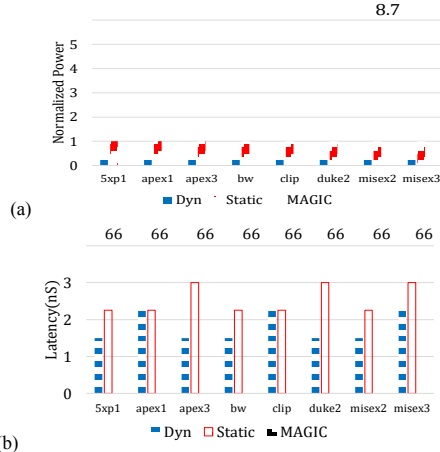 8.7
Normalized Power
5
4
3
2
1
0
5xp1 apex1 apex3 bw clip duke2 misex2 misex3
Dyn Static MAGIC
(a)
66 66 66 66 66 66 66 66
Latency(nS)
3
2
1
0
5xp1 apex1 apex3 bw clip duke2 misex2 misex3
Dyn Static MAGIC
(b)